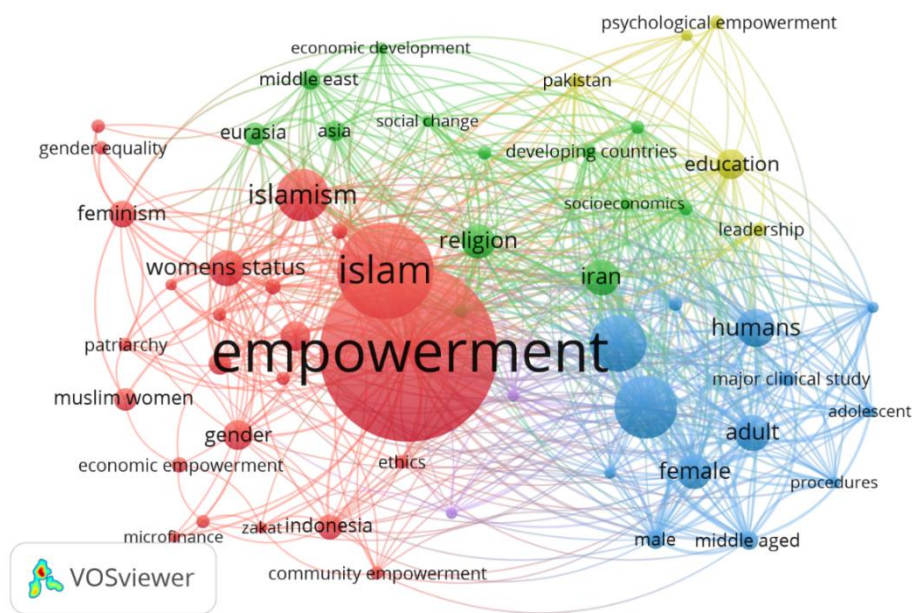 psychological empowerment
economic development
middle east
pakistan
eurasia
asia
social change
gender equality
developing countries
education
islamism
feminism
socioeconomics
leadership
religion
womens status
islam
iran
humans
patriarchy
empowerment
major clinical study
muslim women
adolescent
gender
adult
economic empowerment
ethics
female
procedures
microfinance
zakat
indonesia
male
middle aged
community empowerment
VOSviewer